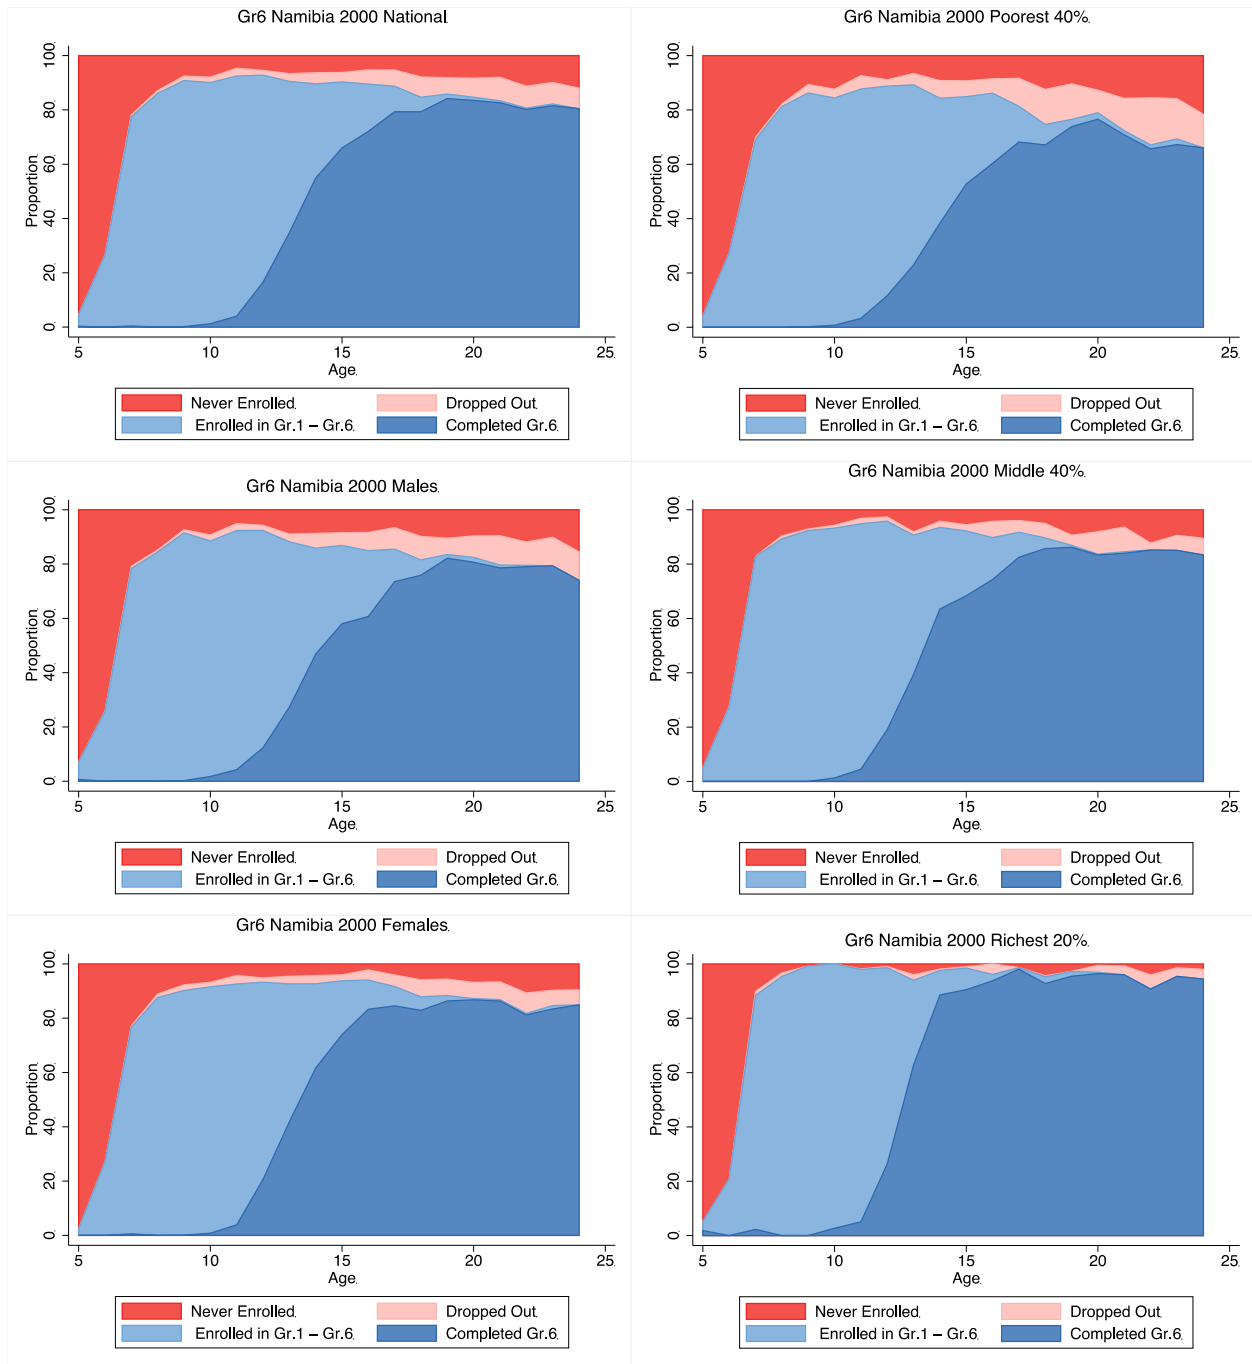 Gr6 Namibia 2000 National
Proportion
0. 20. 40. 60. 80. 100.
5 10 15 20 25.
Age.
Never Enrolled. Dropped Out.
Enrolled in Gr.1 – Gr.6. Completed Gr.6.
Gr6 Namibia 2000 Poorest 40%.
Proportion
0. 20. 40. 60. 80. 100.
5 10 15 20 25.
Age.
Never Enrolled. Dropped Out.
Enrolled in Gr.1 – Gr.6. Completed Gr.6.
Gr6 Namibia 2000 Males.
Proportion
0. 20. 40. 60. 80. 100.
5 10 15 20 25.
Age.
Never Enrolled. Dropped Out.
Enrolled in Gr.1 – Gr.6. Completed Gr.6.
Gr6 Namibia 2000 Middle 40%.
Proportion
0. 20. 40. 60. 80. 100.
5 10 15 20 25.
Age.
Never Enrolled. Dropped Out.
Enrolled in Gr.1 – Gr.6. Completed Gr.6.
Gr6 Namibia 2000 Females.
Proportion
0. 20. 40. 60. 80. 100.
5 10 15 20 25.
Age.
Never Enrolled. Dropped Out.
Enrolled in Gr.1 – Gr.6. Completed Gr.6.
Gr6 Namibia 2000 Richest 20%.
Proportion
0. 20. 40. 60. 80. 100.
5 10 15 20 25.
Age.
Never Enrolled. Dropped Out.
Enrolled in Gr.1 – Gr.6. Completed Gr.6.